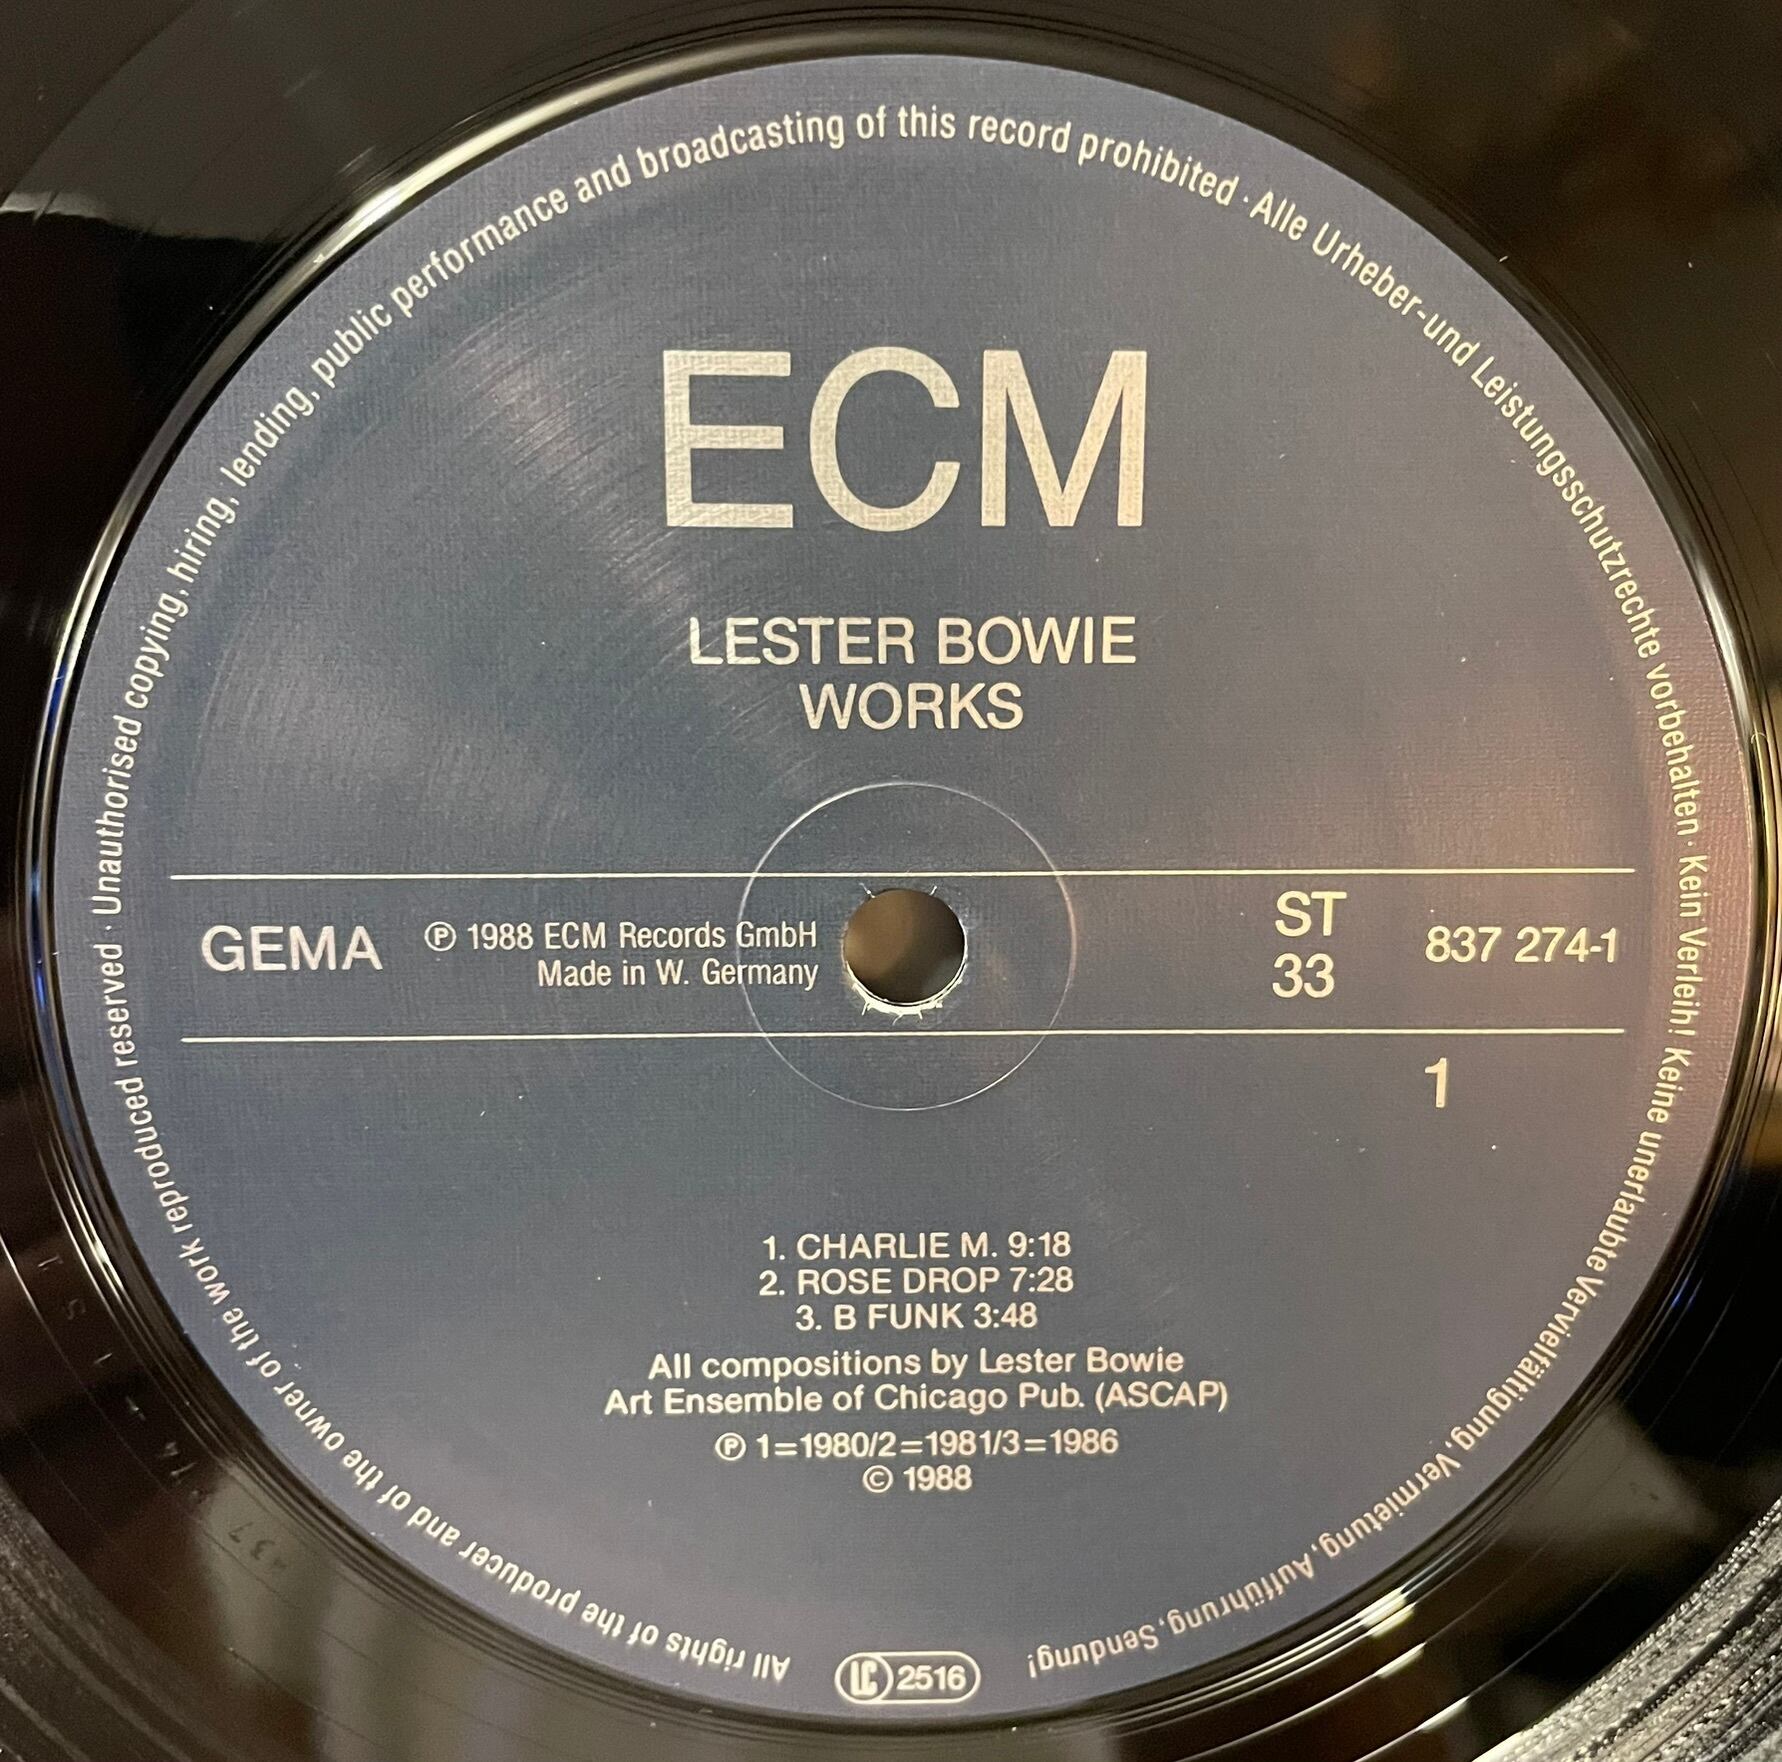 All rights of the producer and of the owner of the work reproduced reserved · Unauthorised copying, hiring, lending, public performance and broadcasting of this record prohibited · Alle Urheber-und Leistungsschutzrechte vorbehalten · Kein Verleih! Keine unerlaubte Vervielfältigung, Vermietung, Aufführung, Sendung!
ECM
LESTER BOWIE
WORKS
GEMA
℗ 1988 ECM Records GmbH
Made in W. Germany
ST
33
837 274-1
1
1. CHARLIE M. 9:18
2. ROSE DROP 7:28
3. B FUNK 3:48
All compositions by Lester Bowie
Art Ensemble of Chicago Pub. (ASCAP)
℗ 1=1980/2=1981/3=1986
© 1988
LC 2516